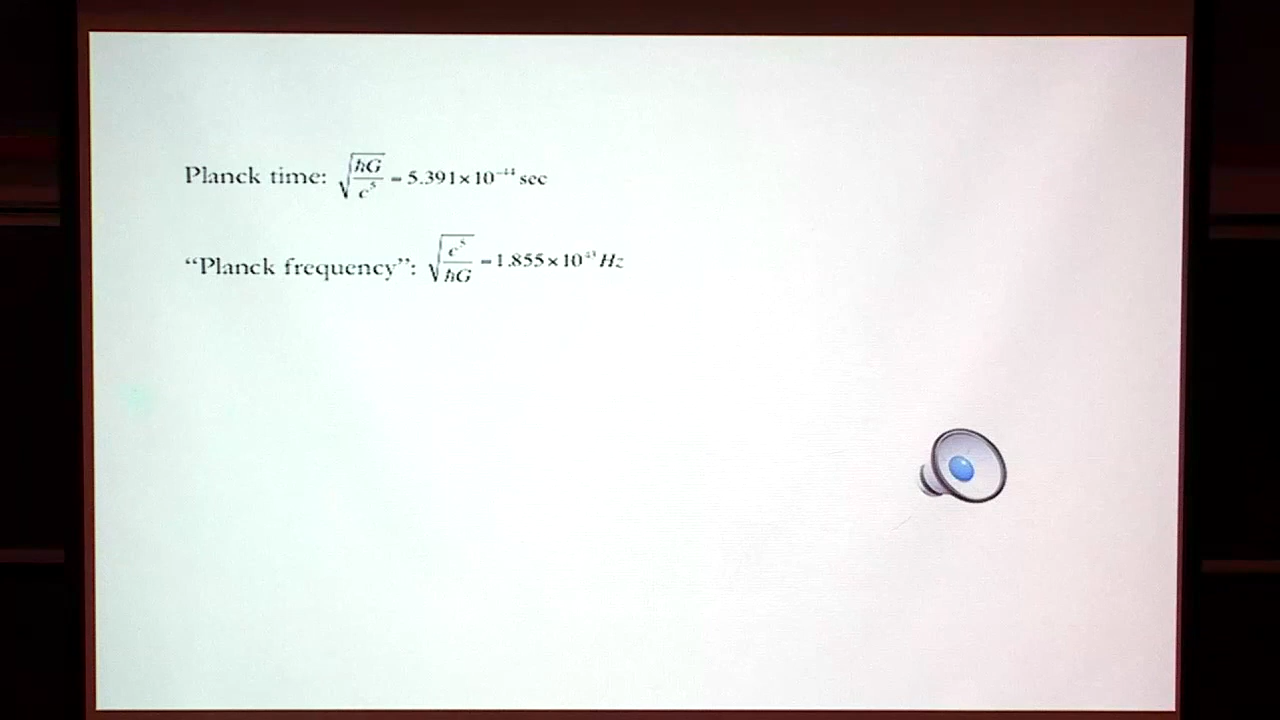 Planck time: √(ħG/c⁵) = 5.391×10⁻⁴⁴ sec
“Planck frequency”: √(c⁵/ħG) = 1.855×10⁴³ Hz